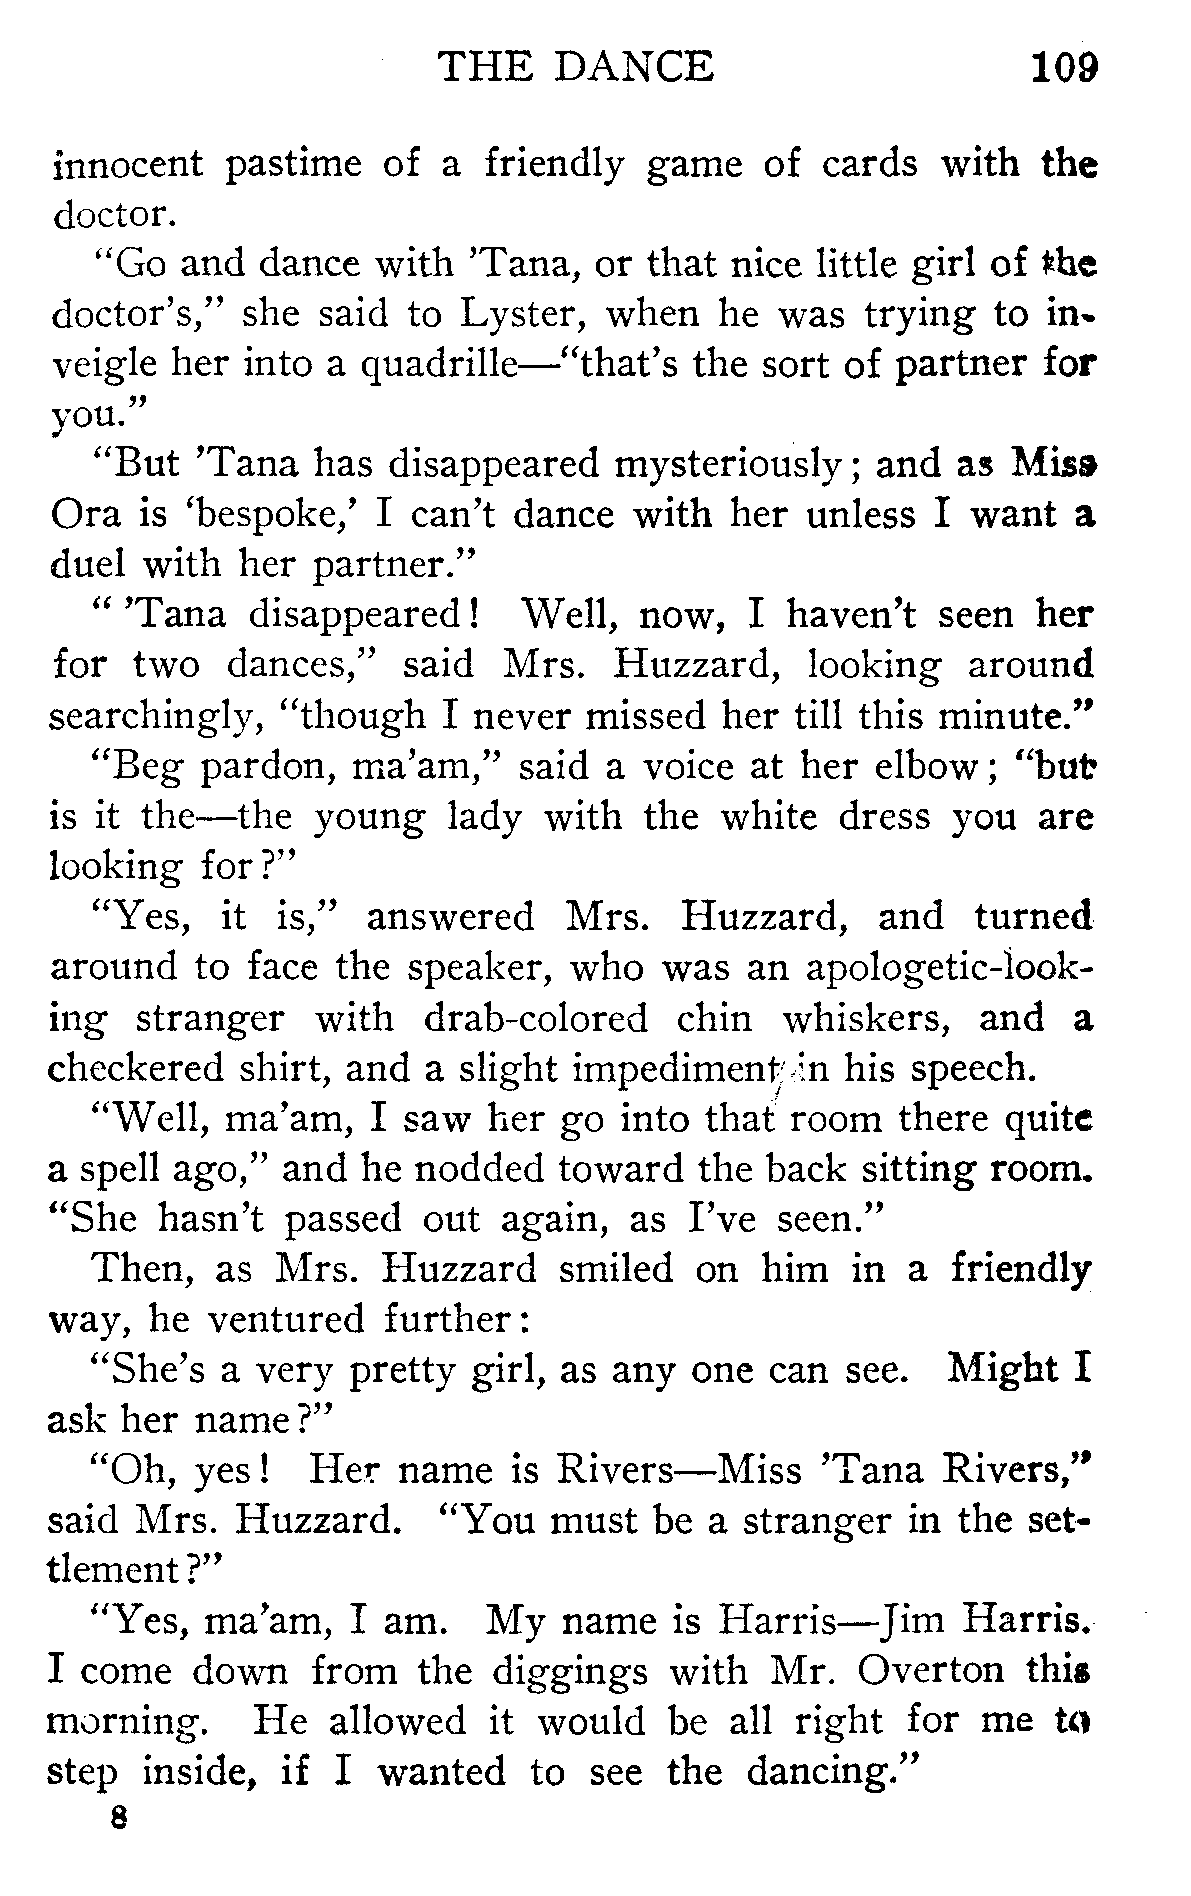 THE DANCE 109
innocent pastime of a friendly game of cards with the
doctor.
“Go and dance with ’Tana, or that nice little girl of the
doctor’s,” she said to Lyster, when he was trying to in-
veigle her into a quadrille—“that’s the sort of partner for
you.”
“But ’Tana has disappeared mysteriously; and as Miss
Ora is ‘bespoke,’ I can’t dance with her unless I want a
duel with her partner.”
“ ’Tana disappeared! Well, now, I haven’t seen her
for two dances,” said Mrs. Huzzard, looking around
searchingly, “though I never missed her till this minute.”
“Beg pardon, ma’am,” said a voice at her elbow; “but
is it the—the young lady with the white dress you are
looking for?”
“Yes, it is,” answered Mrs. Huzzard, and turned
around to face the speaker, who was an apologetic-look-
ing stranger with drab-colored chin whiskers, and a
checkered shirt, and a slight impediment in his speech.
“Well, ma’am, I saw her go into that room there quite
a spell ago,” and he nodded toward the back sitting room.
“She hasn’t passed out again, as I’ve seen.”
Then, as Mrs. Huzzard smiled on him in a friendly
way, he ventured further:
“She’s a very pretty girl, as any one can see. Might I
ask her name?”
“Oh, yes! Her name is Rivers—Miss ’Tana Rivers,”
said Mrs. Huzzard. “You must be a stranger in the set-
tlement?”
“Yes, ma’am, I am. My name is Harris—Jim Harris.
I come down from the diggings with Mr. Overton this
morning. He allowed it would be all right for me to
step inside, if I wanted to see the dancing.”
8